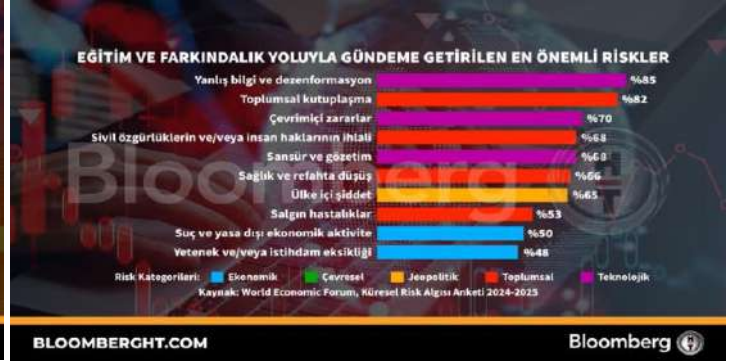 EĞİTİM VE FARKINDALIK YOLUYLA GÜNDEME GETİRİLEN EN ÖNEMLİ RİSKLER
Yanlış bilgi ve dezenformasyon %85
Toplumsal kutuplaşma %82
Çevrimiçi zararlar %70
Sivil özgürlüklerin ve/veya insan haklarının ihlali %68
Sansür ve gözetim %68
Sağlık ve refahta düşüş %66
Ülke içi şiddet %65
Salgın hastalıklar %53
Suç ve yasa dışı ekonomik aktivite %50
Yetenek ve/veya istihdam eksikliği %48
Risk Kategorileri: Ekonomik Çevresel Jeopolitik Toplumsal Teknolojik
Kaynak: World Economic Forum, Küresel Risk Algısı Anketi 2024-2025
Bloomberg
BLOOMBERGHT.COM
Bloomberg HT